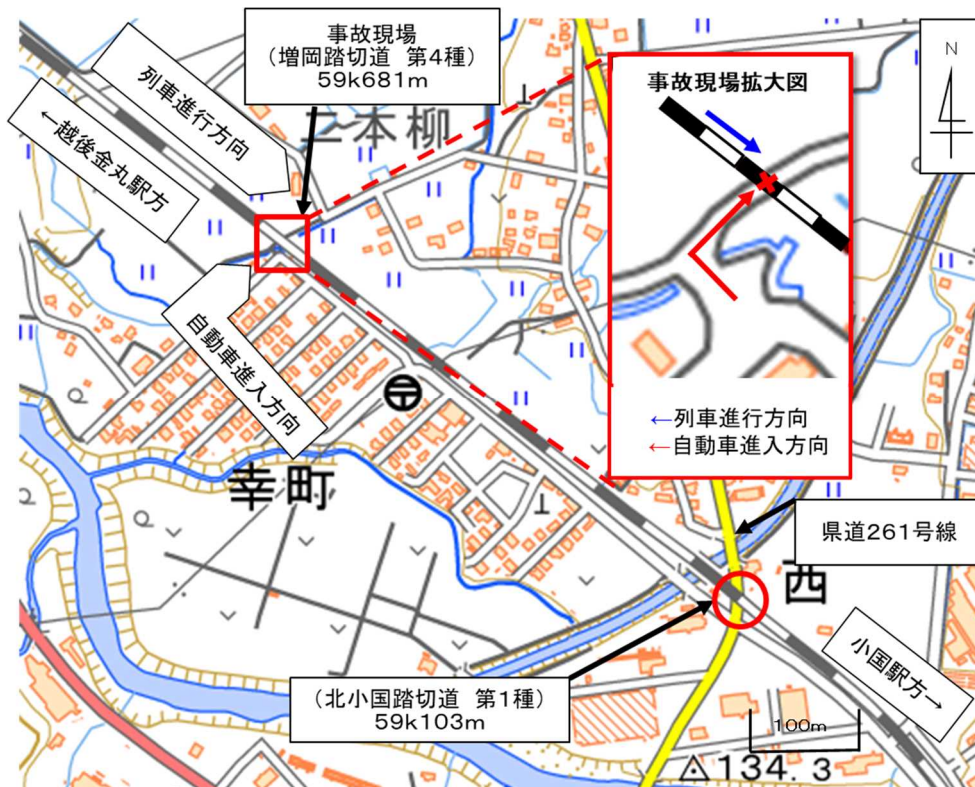 事故現場
（増岡踏切道　第4種）
59k681m
列車進行方向
←越後金丸駅方
二本柳
自動車進入方向
幸町
事故現場拡大図
←列車進行方向
←自動車進入方向
N
県道261号線
西
小国駅方→
（北小国踏切道　第1種）
59k103m
100m
134.3